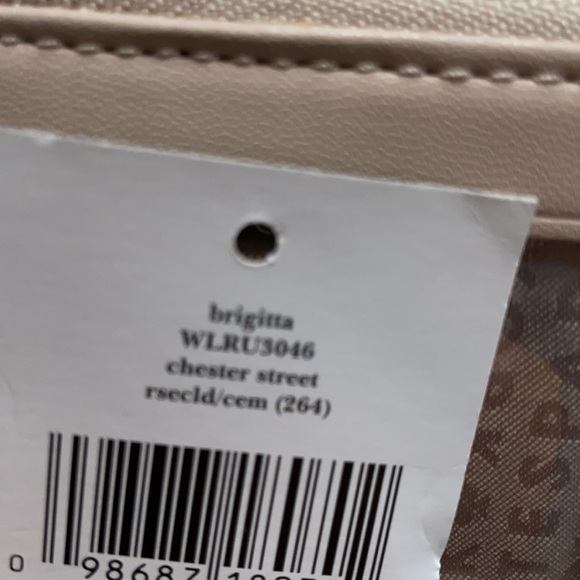 brigitta
WLRU3046
chester street
rsecld/cem (264)
0 98687